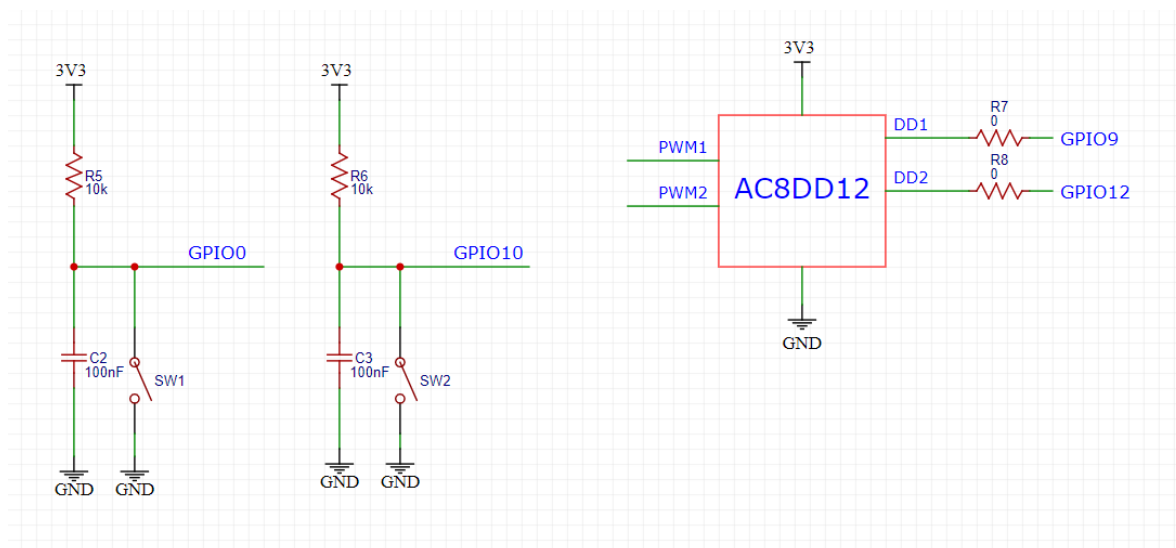 3V3
R5
10k
GPIO0
C2
100nF
SW1
GND
GND
3V3
R6
10k
GPIO10
C3
100nF
SW2
GND
GND
3V3
PWM1
PWM2
AC8DD12
DD1
R7
0
GPIO9
DD2
R8
0
GPIO12
GND